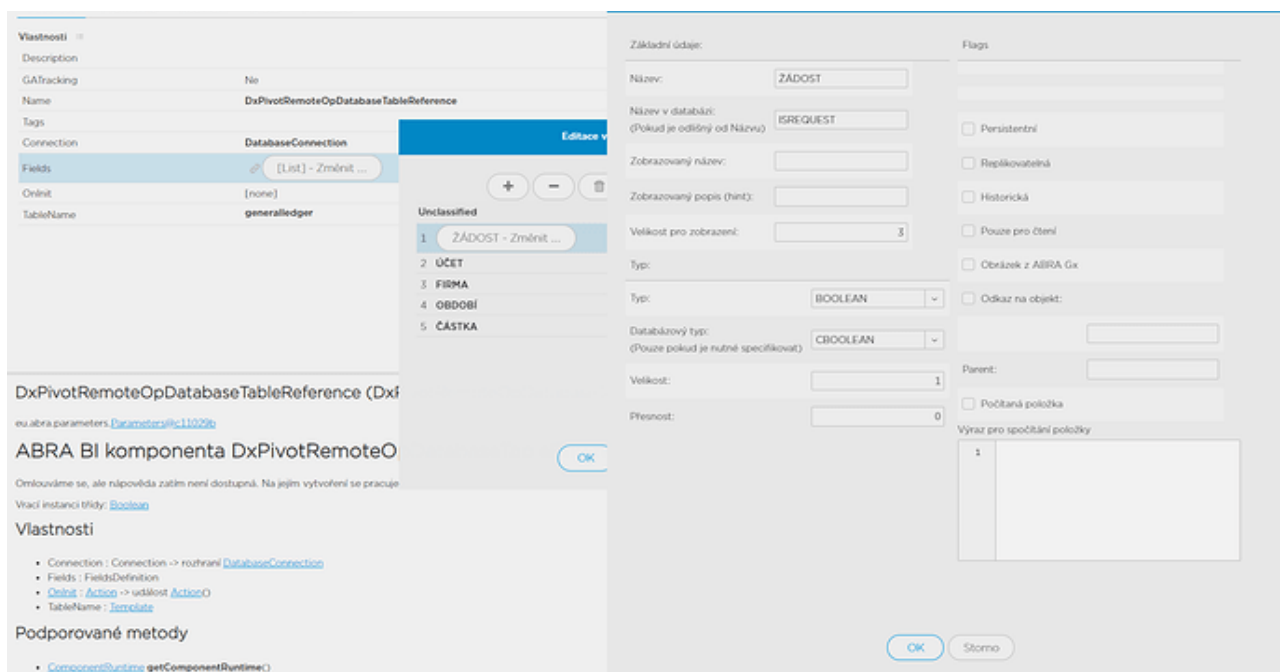 Vlastnosti
Description
GATracking Ne
Name DxPivotRemoteOpDatabaseTableReference
Tags
Connection DatabaseConnection
Fields [List] - Změnit ...
OnInit [none]
TableName generalledger
Editace v
+ -
Unclassified
1 ŽÁDOST - Změnit ...
2 ÚČET
3 FIRMA
4 OBDOBÍ
5 ČÁSTKA
OK
DxPivotRemoteOpDatabaseTableReference (DxF
eu.abra.parameters.Parameters@c11029b
ABRA BI komponenta DxPivotRemoteO
Omlouváme se, ale nápověda zatím není dostupná. Na jejím vytvoření se pracuje
Vrací instanci třídy: Boolean
Vlastnosti
• Connection : Connection -> rozhraní DatabaseConnection
• Fields : FieldsDefinition
• OnInit : Action -> událost Action()
• TableName : Template
Podporované metody
• ComponentRuntime getComponentRuntime()
Základní údaje:
Název: ŽÁDOST
Název v databázi: ISREQUEST
(Pokud je odlišný od Názvu)
Zobrazovaný název:
Zobrazovaný popis (hint):
Velikost pro zobrazení: 3
Typ:
Typ: BOOLEAN
Databázový typ: CBOOLEAN
(Pouze pokud je nutné specifikovat)
Velikost: 1
Přesnost: 0
Flags
Persistentní
Replikovatelná
Historická
Pouze pro čtení
Obrázek z ABRA Gx
Odkaz na objekt:
Parent:
Počítaná položka
Výraz pro spočítání položky
1
OK Storno